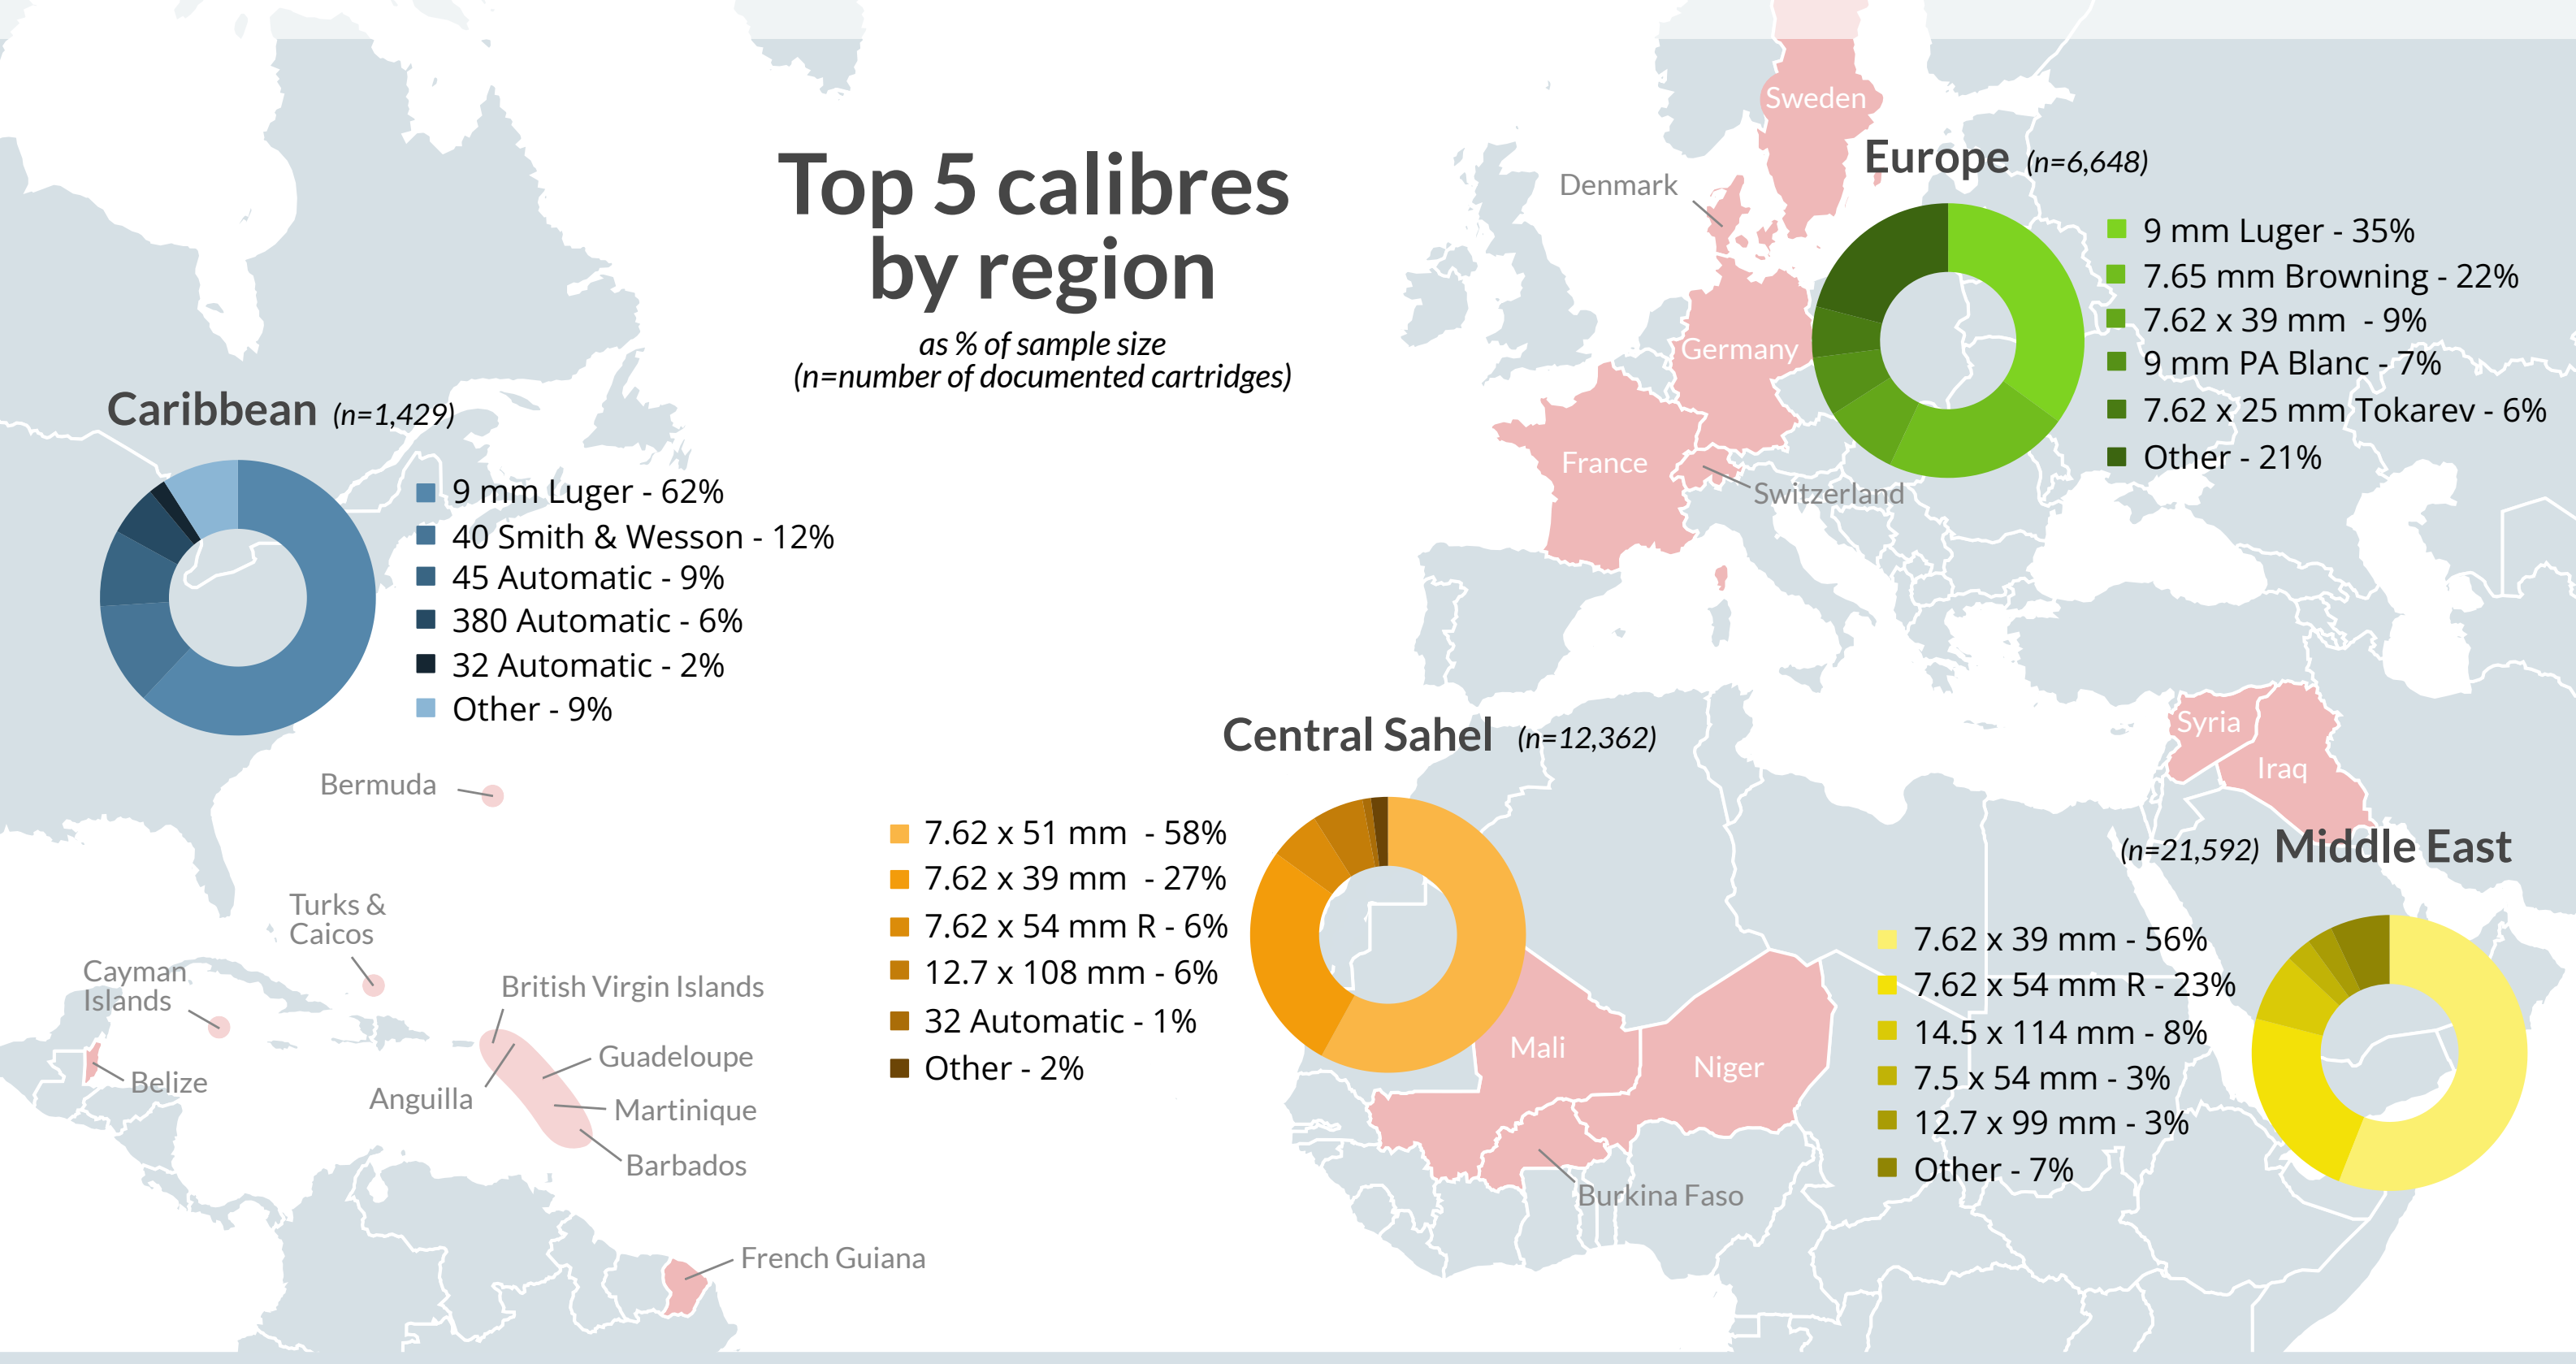 Top 5 calibres
by region
as % of sample size
(n=number of documented cartridges)
Caribbean (n=1,429)
9 mm Luger - 62%
40 Smith & Wesson - 12%
45 Automatic - 9%
380 Automatic - 6%
32 Automatic - 2%
Other - 9%
Bermuda
Turks &
Caicos
Cayman
Islands
Belize
British Virgin Islands
Guadeloupe
Anguilla
Martinique
Barbados
French Guiana
Sweden
Denmark
Germany
France
Switzerland
Europe (n=6,648)
9 mm Luger - 35%
7.65 mm Browning - 22%
7.62 x 39 mm - 9%
9 mm PA Blanc - 7%
7.62 x 25 mm Tokarev - 6%
Other - 21%
Central Sahel (n=12,362)
7.62 x 51 mm - 58%
7.62 x 39 mm - 27%
7.62 x 54 mm R - 6%
12.7 x 108 mm - 6%
32 Automatic - 1%
Other - 2%
Mali
Niger
Burkina Faso
Syria
Iraq
(n=21,592) Middle East
7.62 x 39 mm - 56%
7.62 x 54 mm R - 23%
14.5 x 114 mm - 8%
7.5 x 54 mm - 3%
12.7 x 99 mm - 3%
Other - 7%